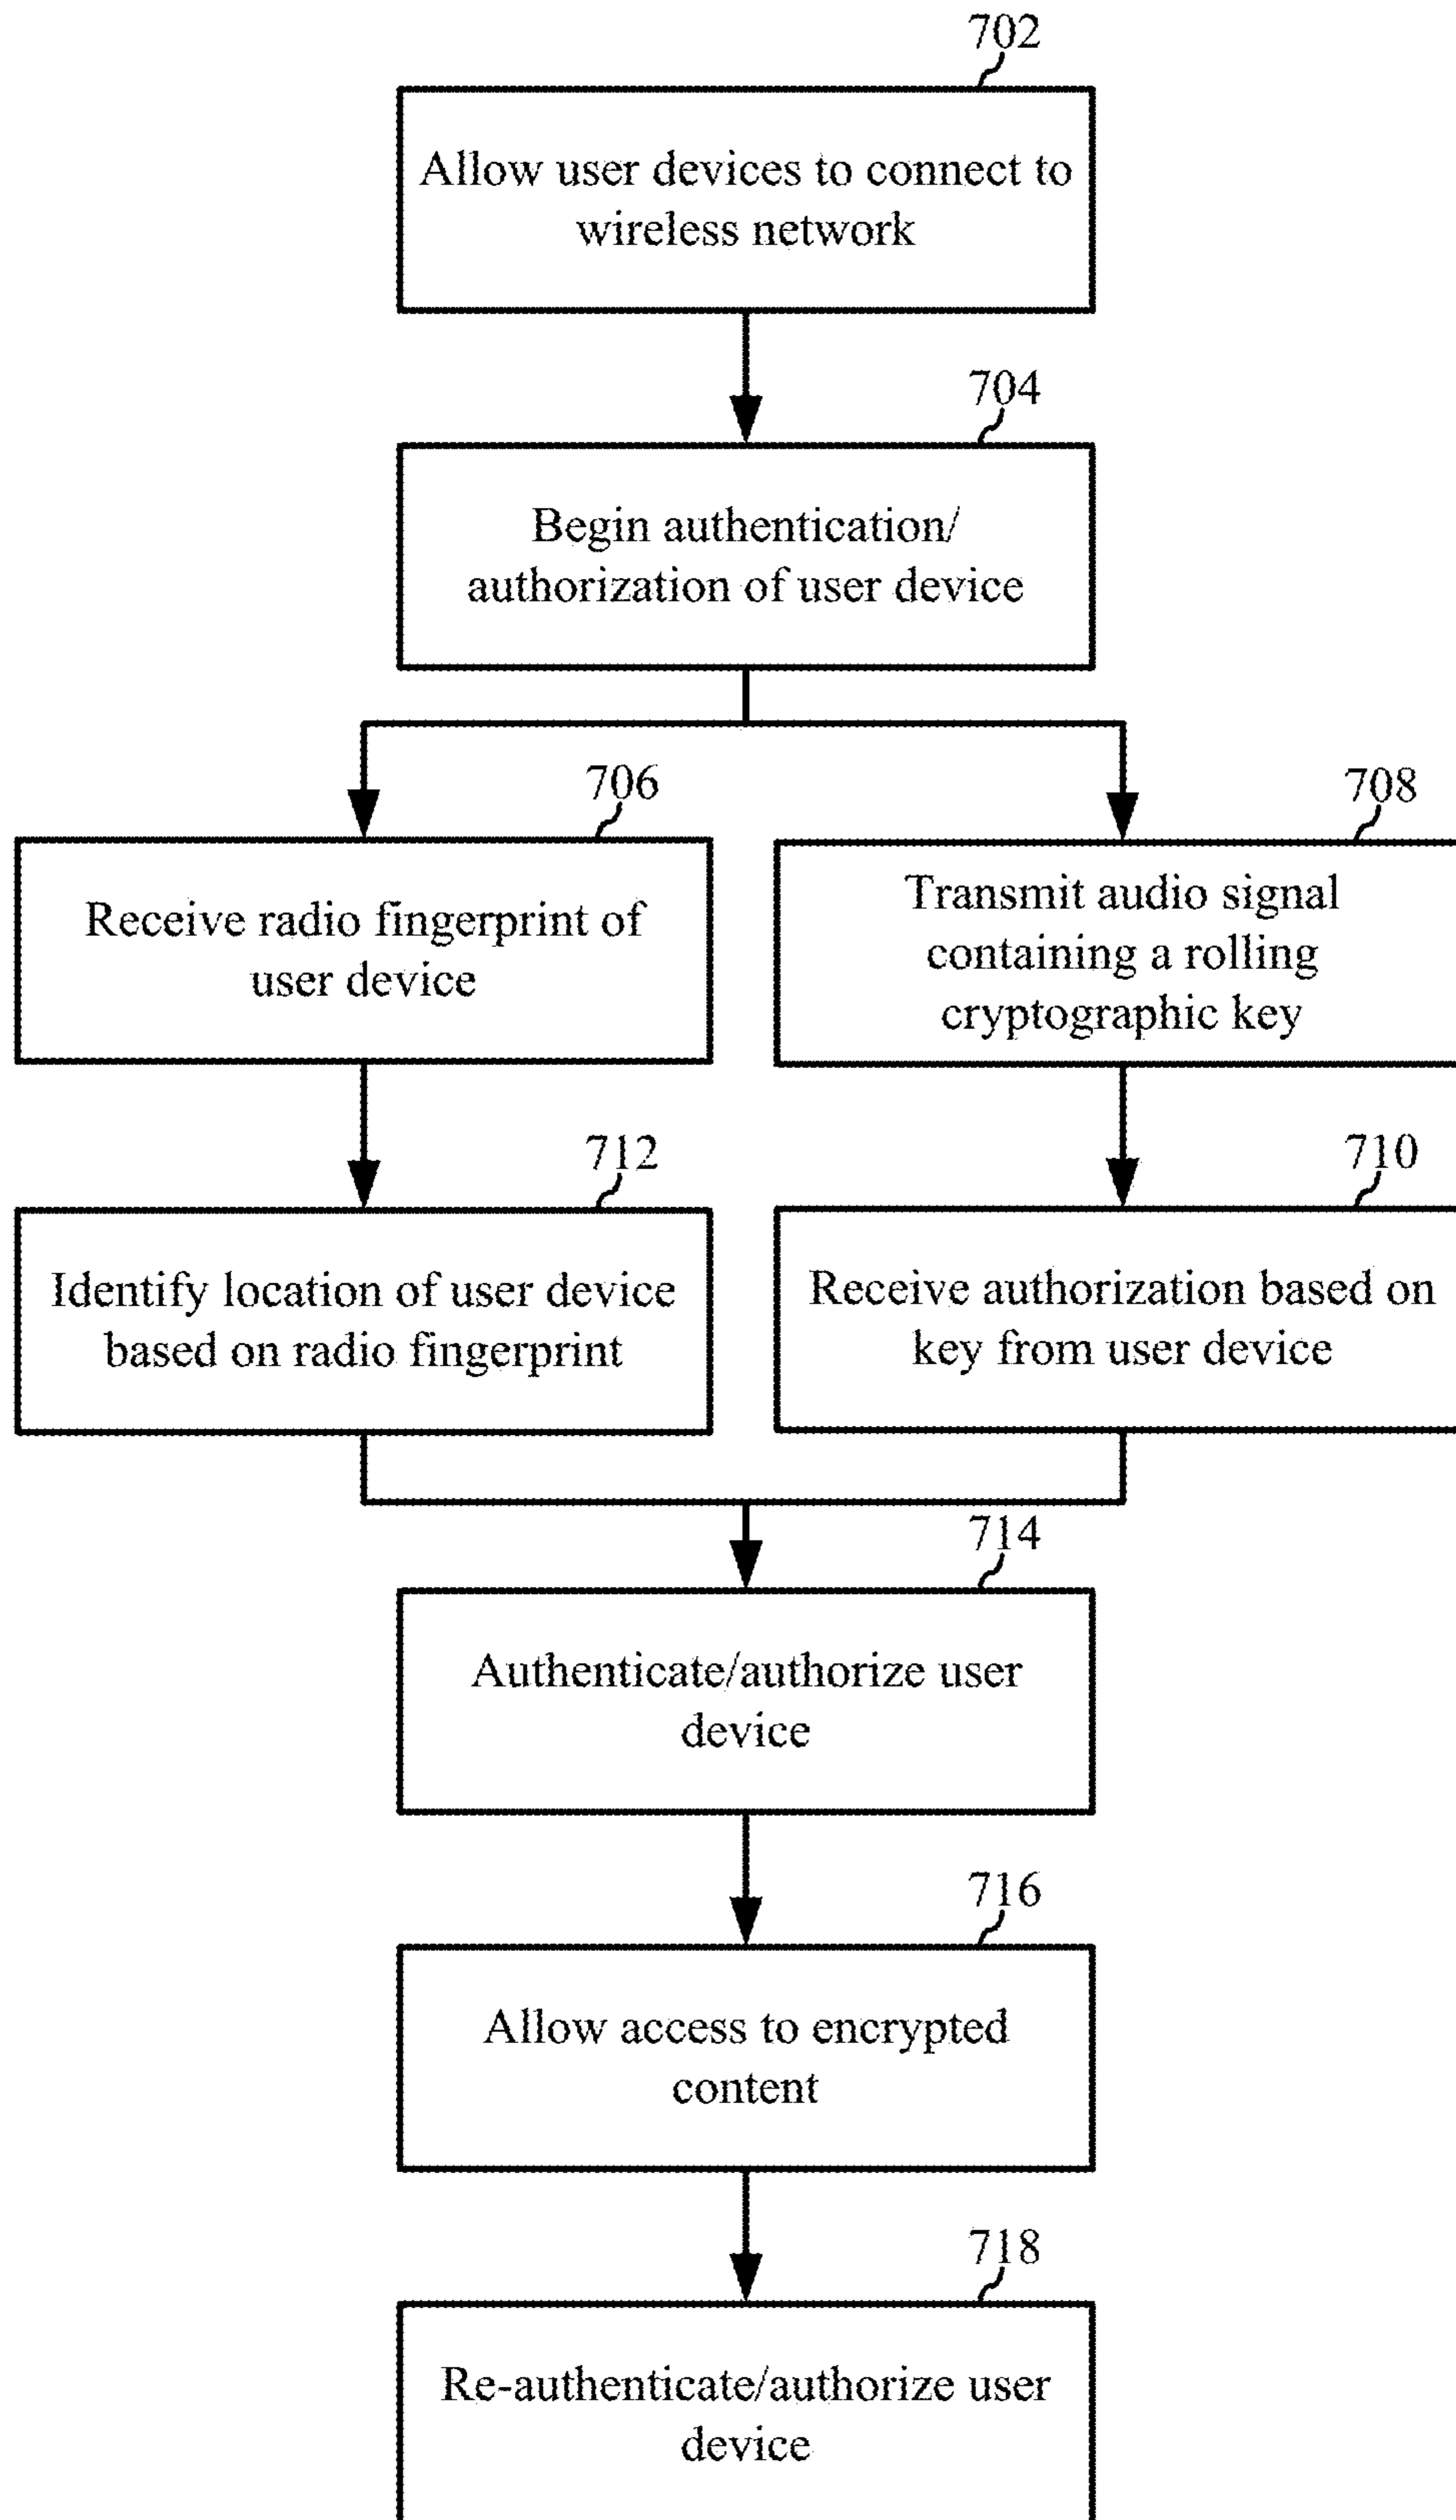 702
Allow user devices to connect to
wireless network
704
Begin authentication/
authorization of user device
706
Receive radio fingerprint of
user device
708
Transmit audio signal
containing a rolling
cryptographic key
712
Identify location of user device
based on radio fingerprint
710
Receive authorization based on
key from user device
714
Authenticate/authorize user
device
716
Allow access to encrypted
content
718
Re-authenticate/authorize user
device